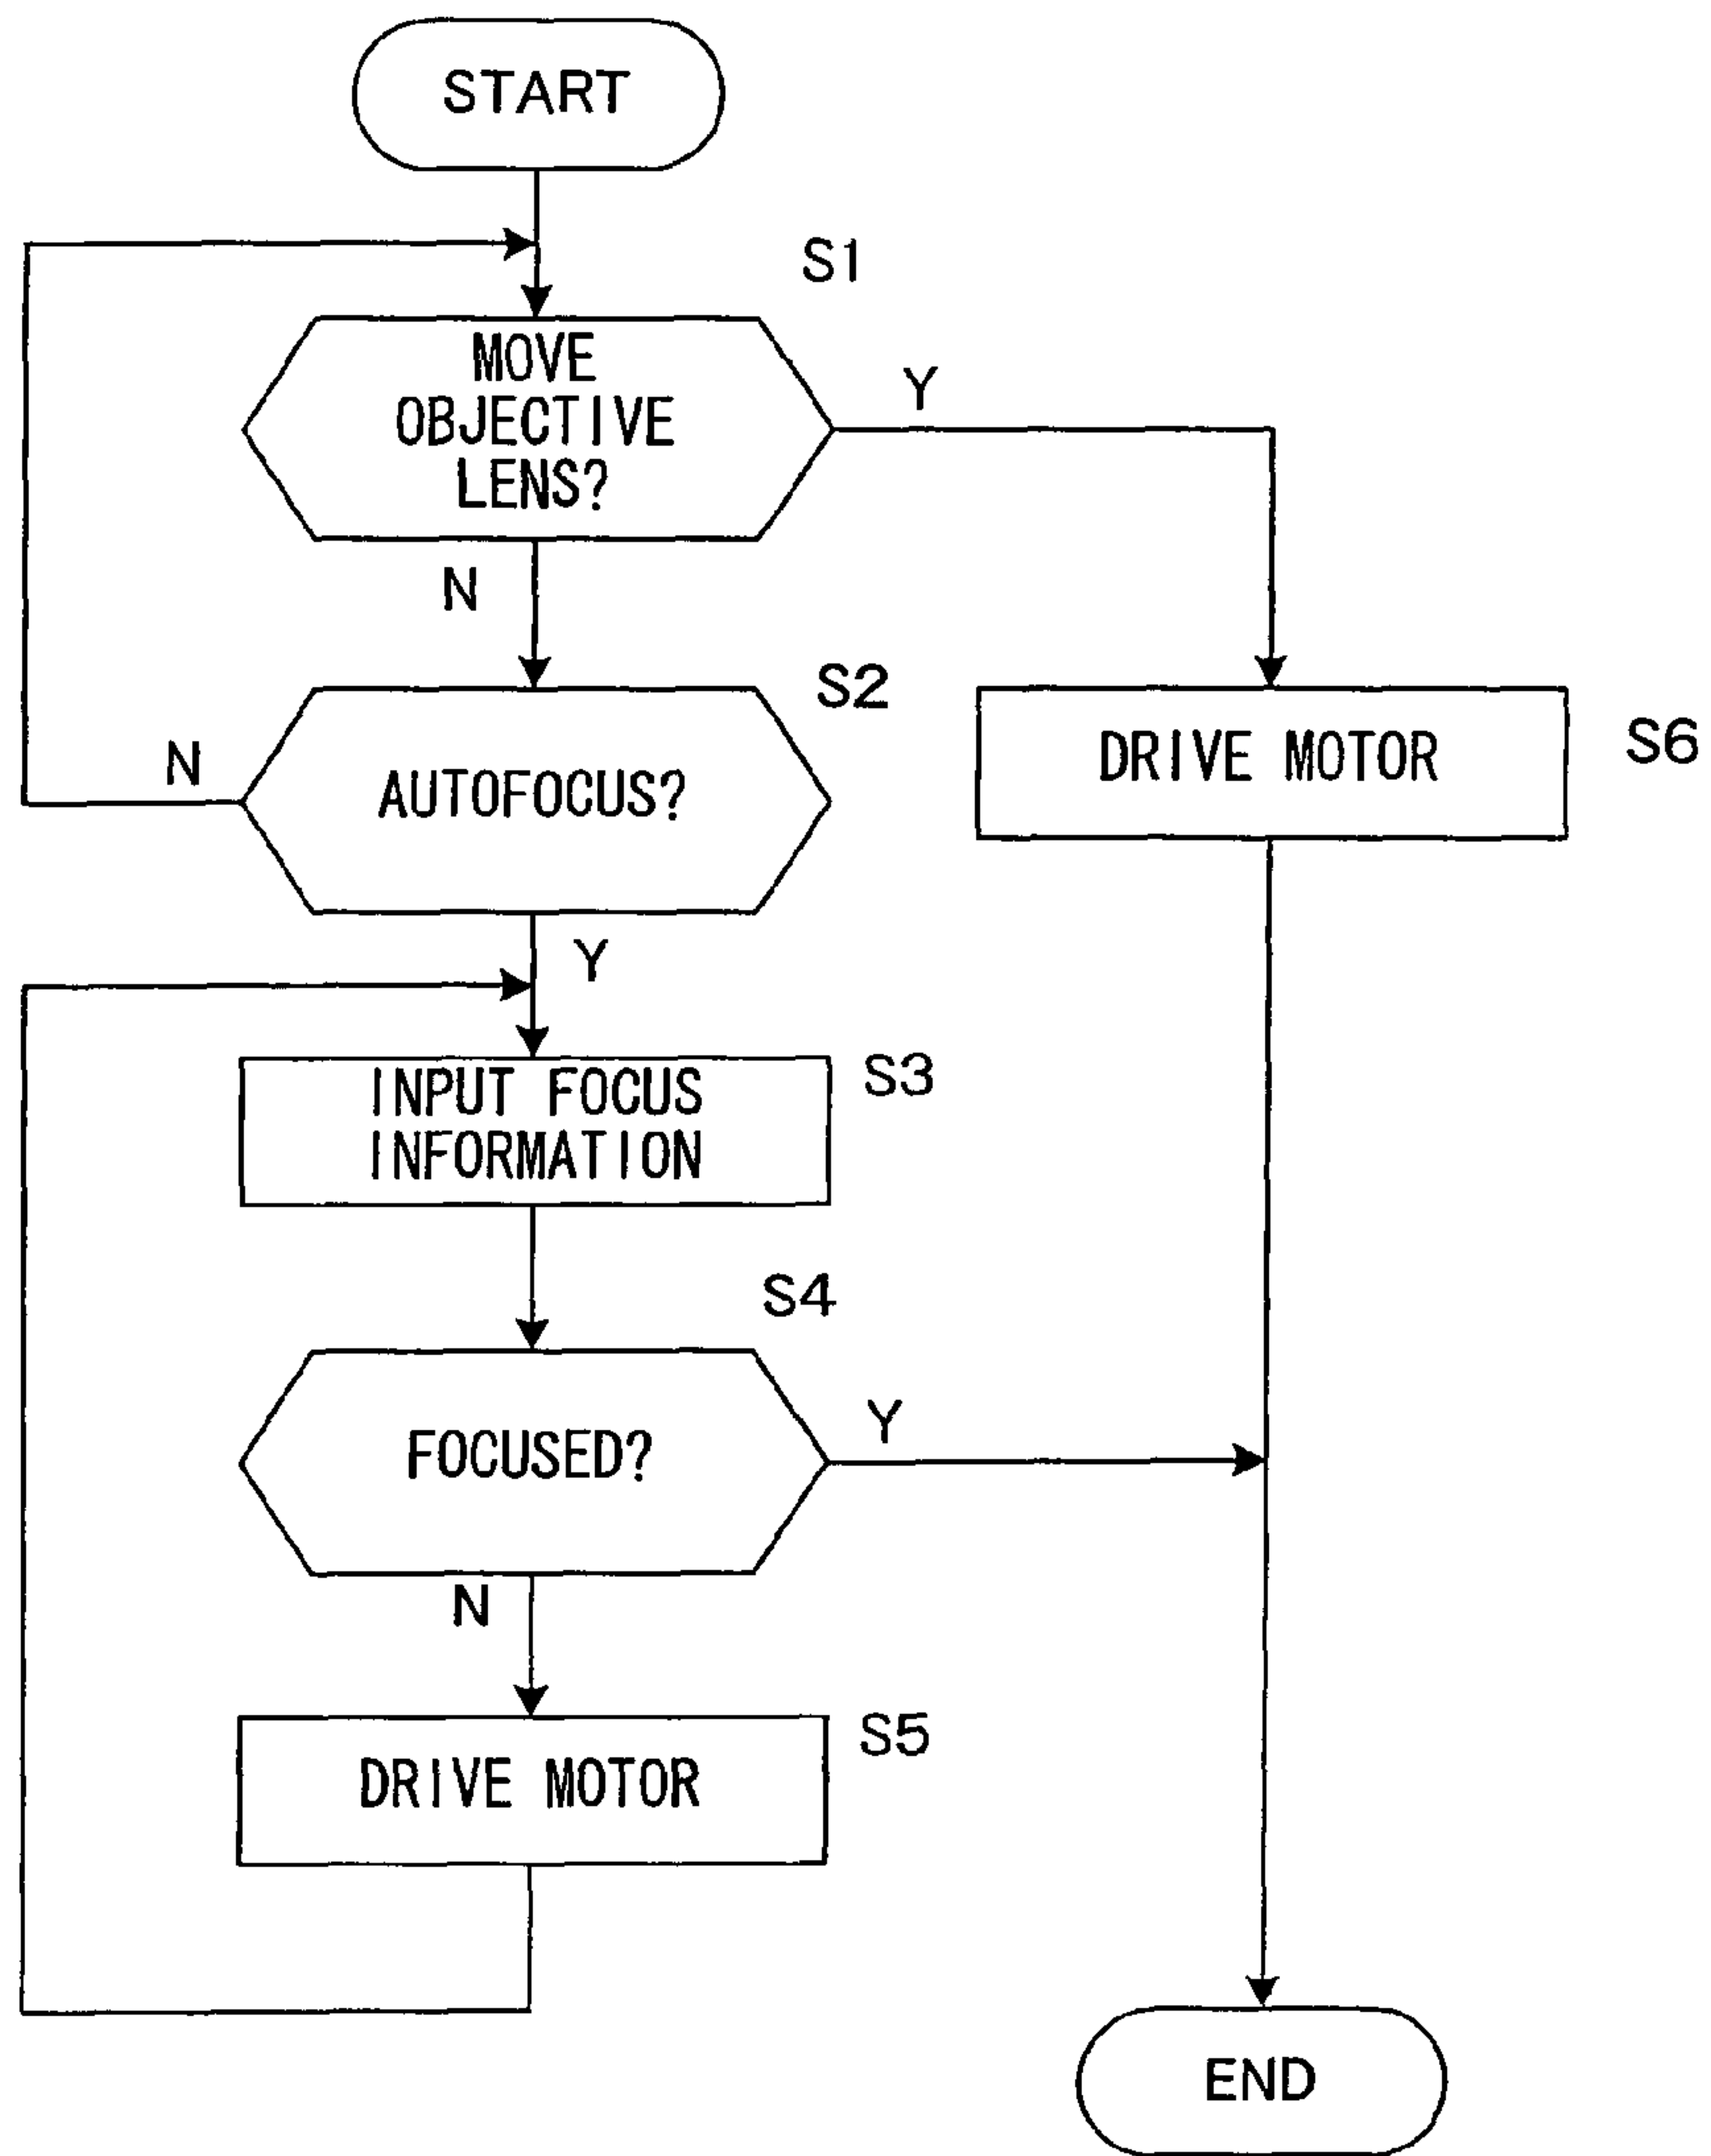 START
S1
MOVE
OBJECTIVE
LENS?
Y
N
S2
AUTOFOCUS?
N
S6
DRIVE MOTOR
Y
S3
INPUT FOCUS
INFORMATION
S4
FOCUSED?
Y
N
S5
DRIVE MOTOR
END